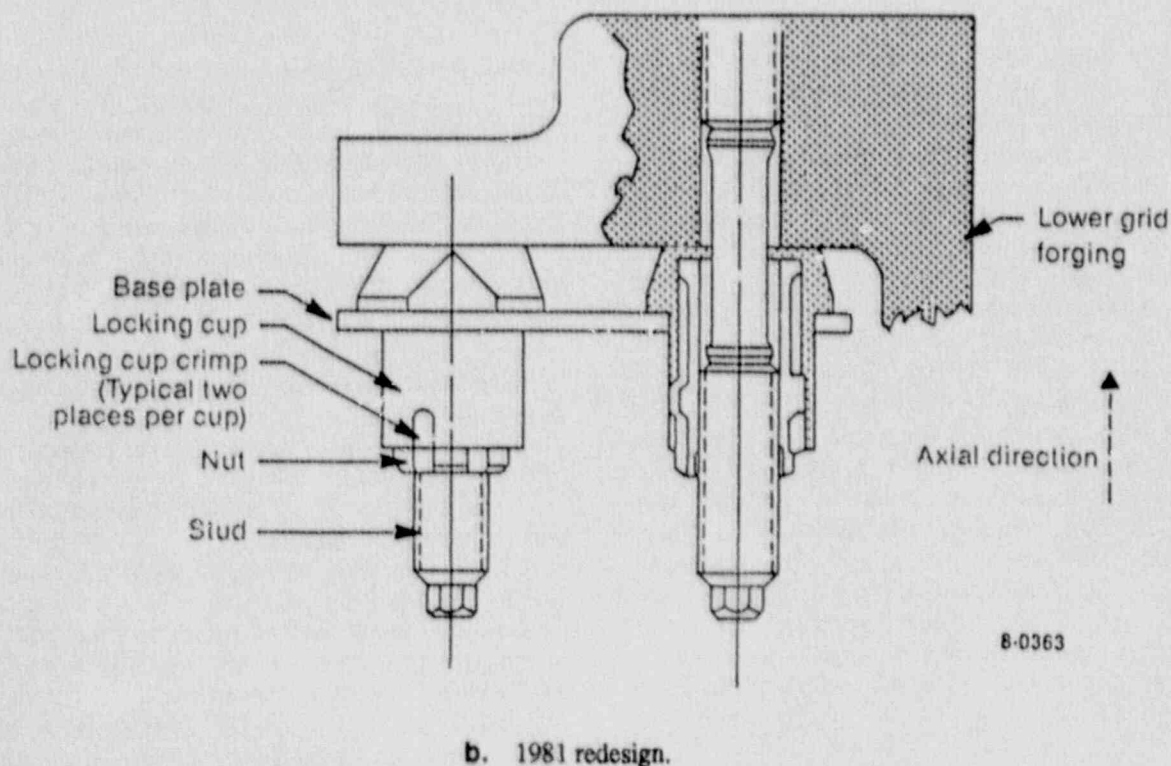 Lower grid
forging
Base plate
Locking cup
Locking cup crimp
(Typical two
places per cup)
Nut
Stud
Axial direction
8-0363
b. 1981 redesign.